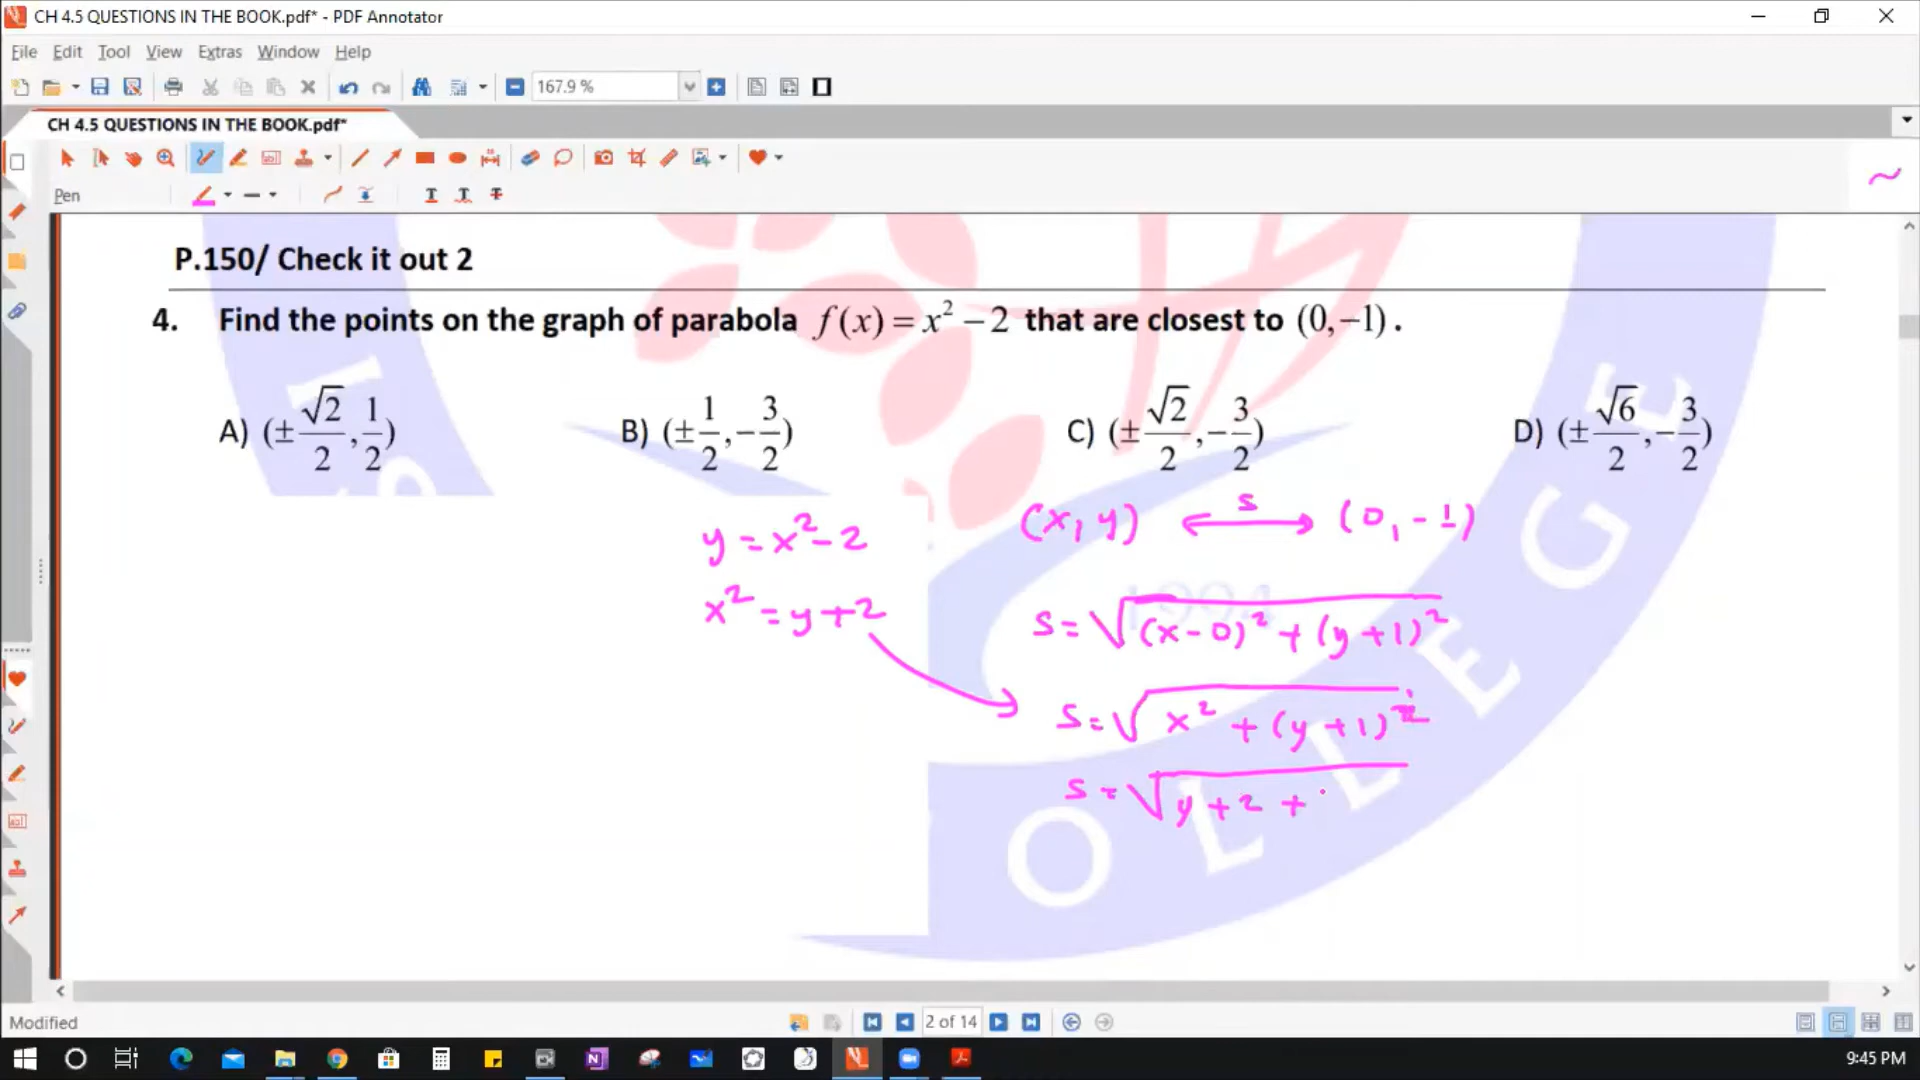 CH 4.5 QUESTIONS IN THE BOOK.pdf* - PDF Annotator
File Edit Tool View Extras Window Help
167.9 %
CH 4.5 QUESTIONS IN THE BOOK.pdf*
Pen
P.150/ Check it out 2
4. Find the points on the graph of parabola f(x) = x² − 2 that are closest to (0,−1).
A) (±√2/2, 1/2) B) (±1/2, −3/2) C) (±√2/2, −3/2) D) (±√6/2, −3/2)
(x, y) ⟷ s (0, -1)
y = x² - 2
x² = y + 2
s = √((x-0)² + (y+1)²)
s = √(x² + (y+1)²)
s = √(y + 2 +
1994
COLLEGE
Modified
2 of 14
9:45 PM